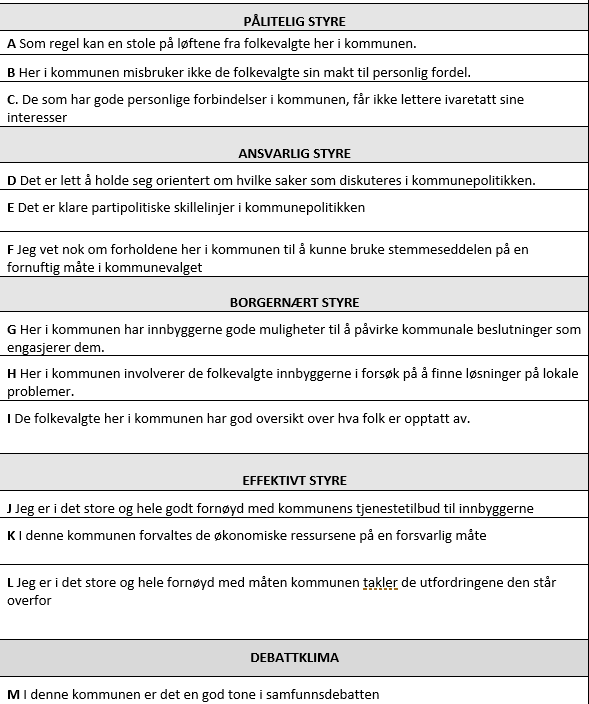 PÅLITELIG STYRE
A Som regel kan en stole på løftene fra folkevalgte her i kommunen.
B Her i kommunen misbruker ikke de folkevalgte sin makt til personlig fordel.
C. De som har gode personlige forbindelser i kommunen, får ikke lettere ivaretatt sine
interesser
ANSVARLIG STYRE
D Det er lett å holde seg orientert om hvilke saker som diskuteres i kommunepolitikken.
E Det er klare partipolitiske skillelinjer i kommunepolitikken
F Jeg vet nok om forholdene her i kommunen til å kunne bruke stemmeseddelen på en
fornuftig måte i kommunevalget
BORGERNÆRT STYRE
G Her i kommunen har innbyggerne gode muligheter til å påvirke kommunale beslutninger som
engasjerer dem.
H Her i kommunen involverer de folkevalgte innbyggerne i forsøk på å finne løsninger på lokale
problemer.
I De folkevalgte her i kommunen har god oversikt over hva folk er opptatt av.
EFFEKTIVT STYRE
J Jeg er i det store og hele godt fornøyd med kommunens tjenestetilbud til innbyggerne
K I denne kommunen forvaltes de økonomiske ressursene på en forsvarlig måte
L Jeg er i det store og hele fornøyd med måten kommunen takler de utfordringene den står
overfor
DEBATTKLIMA
M I denne kommunen er det en god tone i samfunnsdebatten